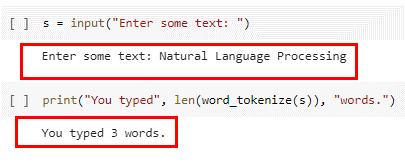 [ ] s = input("Enter some text: ")
Enter some text: Natural Language Processing
[ ] print("You typed", len(word_tokenize(s)), "words.")
You typed 3 words.